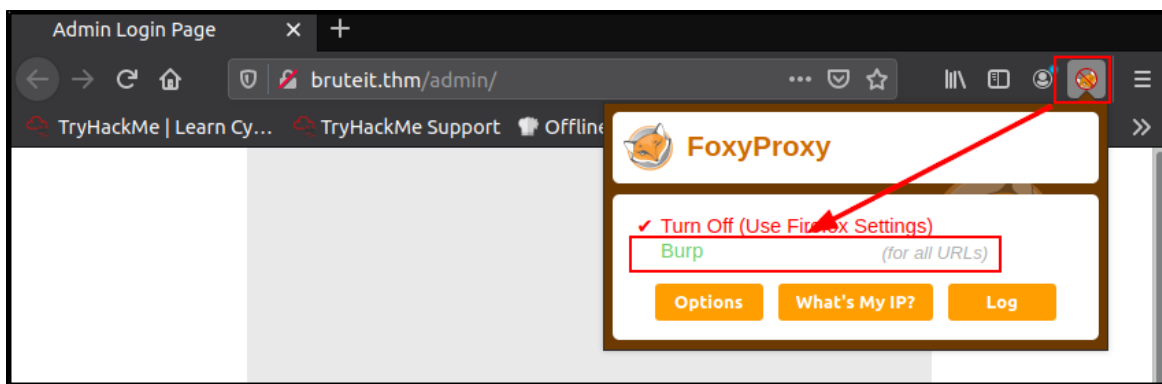 Admin Login Page
bruteit.thm/admin/
TryHackMe | Learn Cy... TryHackMe Support Offline
FoxyProxy
✔ Turn Off (Use Firefox Settings)
Burp (for all URLs)
Options What's My IP? Log